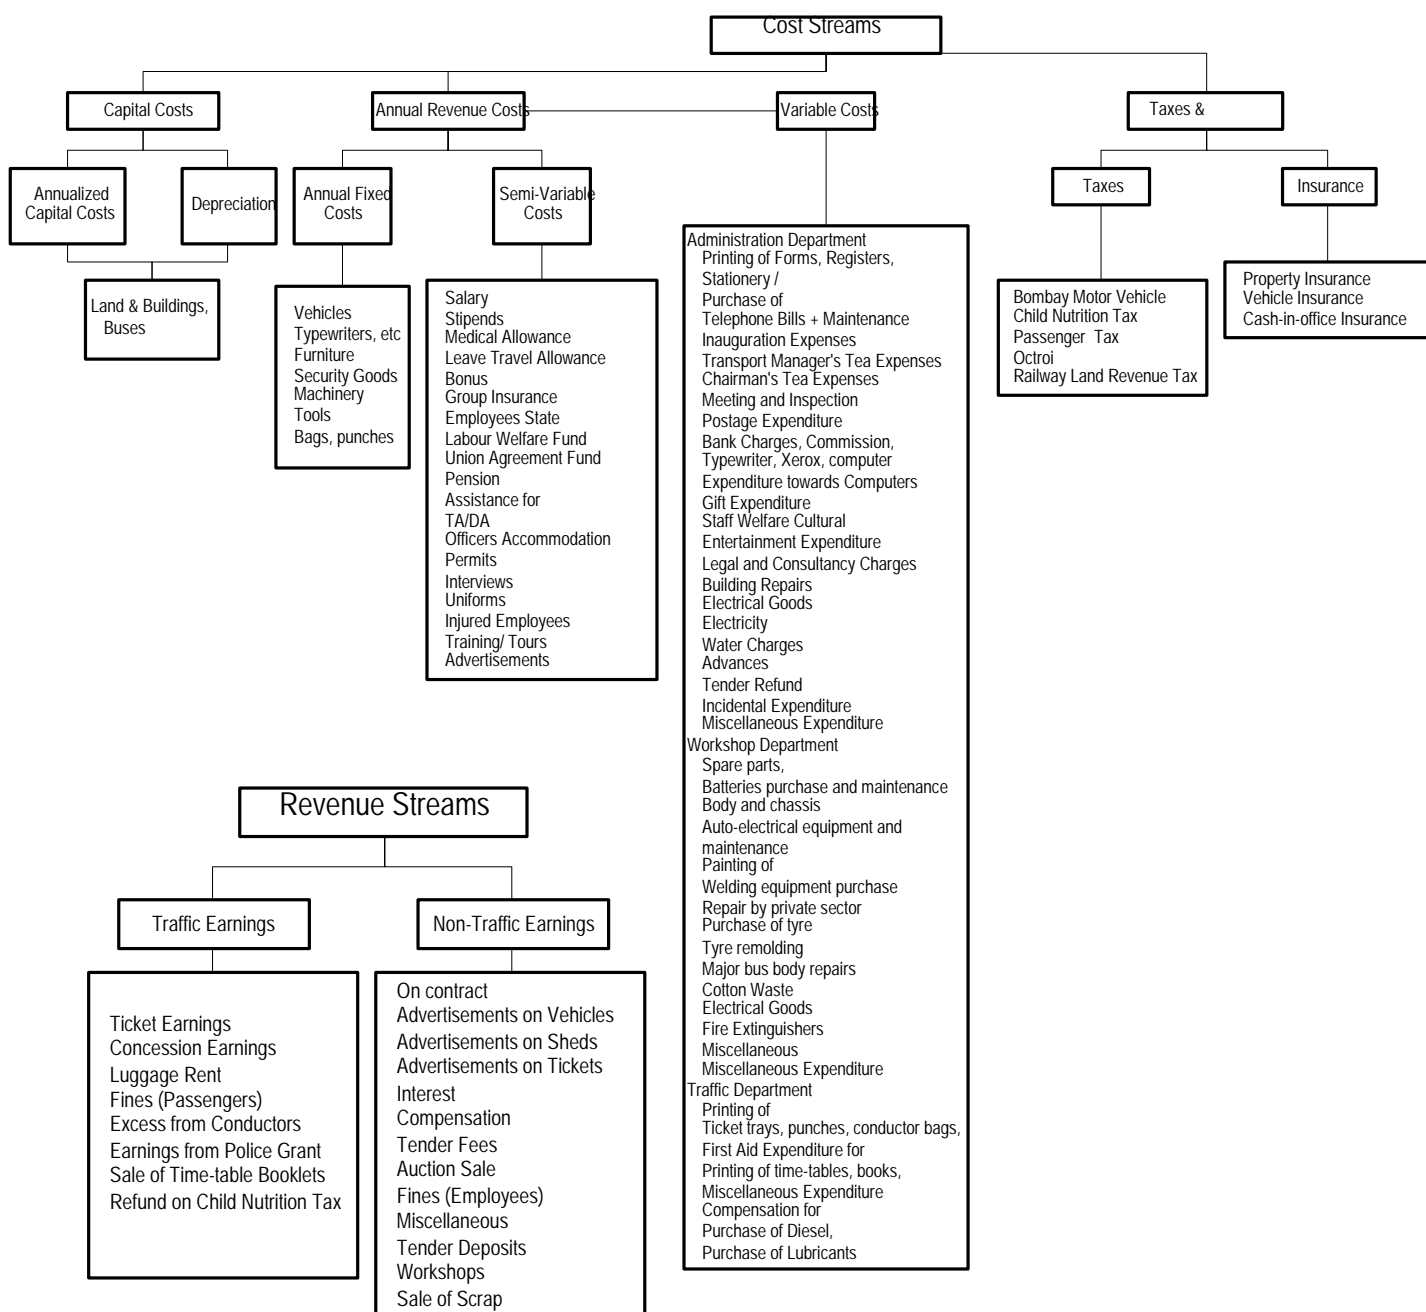 Cost Streams
Capital Costs
Annual Revenue Costs
Variable Costs
Taxes &
Annualized
Capital Costs
Depreciation
Annual Fixed
Costs
Semi-Variable
Costs
Taxes
Insurance
Land & Buildings,
Buses
Vehicles
Typewriters, etc
Furniture
Security Goods
Machinery
Tools
Bags, punches
Salary
Stipends
Medical Allowance
Leave Travel Allowance
Bonus
Group Insurance
Employees State
Labour Welfare Fund
Union Agreement Fund
Pension
Assistance for
TA/DA
Officers Accommodation
Permits
Interviews
Uniforms
Injured Employees
Training/ Tours
Advertisements
Administration Department
Printing of Forms, Registers,
Stationery /
Purchase of
Telephone Bills + Maintenance
Inauguration Expenses
Transport Manager's Tea Expenses
Chairman's Tea Expenses
Meeting and Inspection
Postage Expenditure
Bank Charges, Commission,
Typewriter, Xerox, computer
Expenditure towards Computers
Gift Expenditure
Staff Welfare Cultural
Entertainment Expenditure
Legal and Consultancy Charges
Building Repairs
Electrical Goods
Electricity
Water Charges
Advances
Tender Refund
Incidental Expenditure
Miscellaneous Expenditure
Workshop Department
Spare parts,
Batteries purchase and maintenance
Body and chassis
Auto-electrical equipment and
maintenance
Painting of
Welding equipment purchase
Repair by private sector
Purchase of tyre
Tyre remolding
Major bus body repairs
Cotton Waste
Electrical Goods
Fire Extinguishers
Miscellaneous
Miscellaneous Expenditure
Traffic Department
Printing of
Ticket trays, punches, conductor bags,
First Aid Expenditure for
Printing of time-tables, books,
Miscellaneous Expenditure
Compensation for
Purchase of Diesel,
Purchase of Lubricants
Bombay Motor Vehicle
Child Nutrition Tax
Passenger Tax
Octroi
Railway Land Revenue Tax
Property Insurance
Vehicle Insurance
Cash-in-office Insurance
Revenue Streams
Traffic Earnings
Non-Traffic Earnings
Ticket Earnings
Concession Earnings
Luggage Rent
Fines (Passengers)
Excess from Conductors
Earnings from Police Grant
Sale of Time-table Booklets
Refund on Child Nutrition Tax
On contract
Advertisements on Vehicles
Advertisements on Sheds
Advertisements on Tickets
Interest
Compensation
Tender Fees
Auction Sale
Fines (Employees)
Miscellaneous
Tender Deposits
Workshops
Sale of Scrap